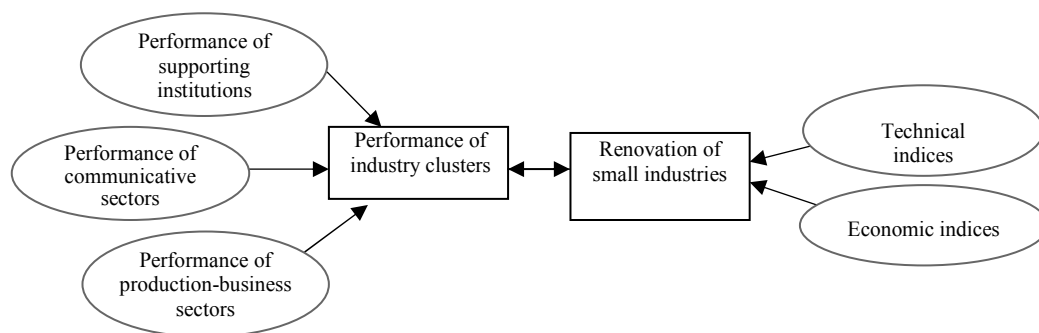 Performance of
supporting
institutions
Performance of
communicative
sectors
Performance of
production-business
sectors
Performance of
industry clusters
Renovation of
small industries
Technical
indices
Economic indices